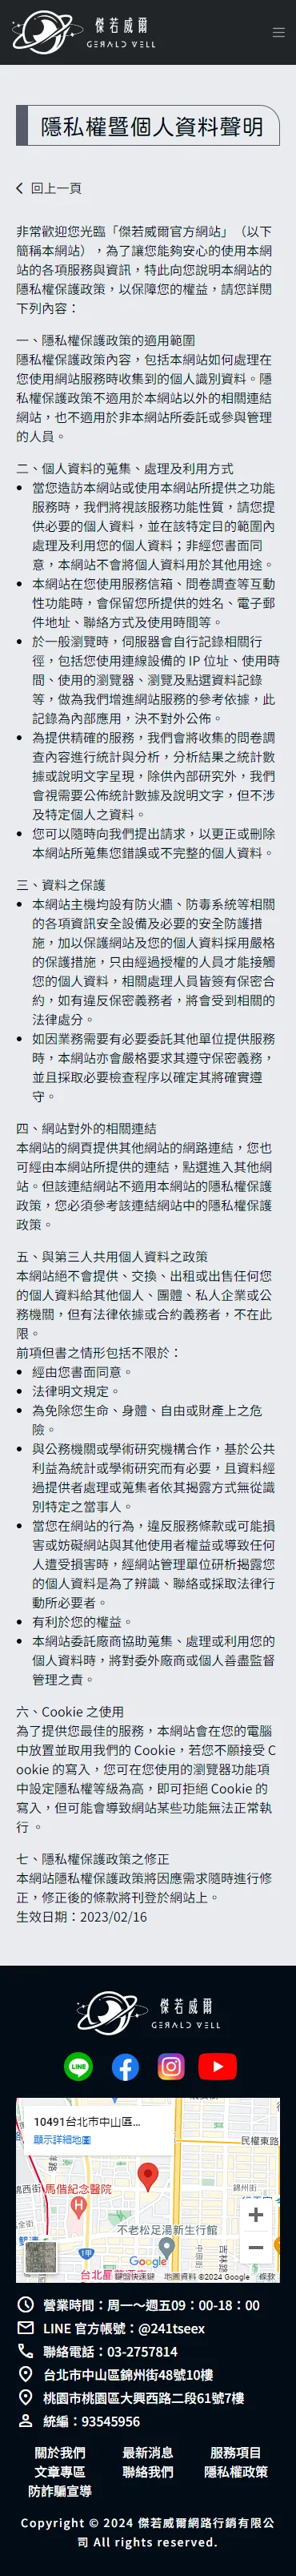 傑若威爾
GERALD WELL
隱私權暨個人資料聲明
回上一頁
非常歡迎您光臨「傑若威爾官方網站」（以下
簡稱本網站），為了讓您能夠安心的使用本網
站的各項服務與資訊，特此向您說明本網站的
隱私權保護政策，以保障您的權益，請您詳閱
下列內容：
一、隱私權保護政策的適用範圍
隱私權保護政策內容，包括本網站如何處理在
您使用網站服務時收集到的個人識別資料。隱
私權保護政策不適用於本網站以外的相關連結
網站，也不適用於非本網站所委託或參與管理
的人員。
二、個人資料的蒐集、處理及利用方式
• 當您造訪本網站或使用本網站所提供之功能
服務時，我們將視該服務功能性質，請您提
供必要的個人資料，並在該特定目的範圍內
處理及利用您的個人資料；非經您書面同
意，本網站不會將個人資料用於其他用途。
• 本網站在您使用服務信箱、問卷調查等互動
性功能時，會保留您所提供的姓名、電子郵
件地址、聯絡方式及使用時間等。
• 於一般瀏覽時，伺服器會自行記錄相關行
徑，包括您使用連線設備的 IP 位址、使用時
間、使用的瀏覽器、瀏覽及點選資料記錄
等，做為我們增進網站服務的參考依據，此
記錄為內部應用，決不對外公佈。
• 為提供精確的服務，我們會將收集的問卷調
查內容進行統計與分析，分析結果之統計數
據或說明文字呈現，除供內部研究外，我們
會視需要公佈統計數據及說明文字，但不涉
及特定個人之資料。
• 您可以隨時向我們提出請求，以更正或刪除
本網站所蒐集您錯誤或不完整的個人資料。
三、資料之保護
• 本網站主機均設有防火牆、防毒系統等相關
的各項資訊安全設備及必要的安全防護措
施，加以保護網站及您的個人資料採用嚴格
的保護措施，只由經過授權的人員才能接觸
您的個人資料，相關處理人員皆簽有保密合
約，如有違反保密義務者，將會受到相關的
法律處分。
• 如因業務需要有必要委託其他單位提供服務
時，本網站亦會嚴格要求其遵守保密義務，
並且採取必要檢查程序以確定其將確實遵
守。
四、網站對外的相關連結
本網站的網頁提供其他網站的網路連結，您也
可經由本網站所提供的連結，點選進入其他網
站。但該連結網站不適用本網站的隱私權保護
政策，您必須參考該連結網站中的隱私權保護
政策。
五、與第三人共用個人資料之政策
本網站絕不會提供、交換、出租或出售任何您
的個人資料給其他個人、團體、私人企業或公
務機關，但有法律依據或合約義務者，不在此
限。
前項但書之情形包括不限於：
• 經由您書面同意。
• 法律明文規定。
• 為免除您生命、身體、自由或財產上之危
險。
• 與公務機關或學術研究機構合作，基於公共
利益為統計或學術研究而有必要，且資料經
過提供者處理或蒐集者依其揭露方式無從識
別特定之當事人。
• 當您在網站的行為，違反服務條款或可能損
害或妨礙網站與其他使用者權益或導致任何
人遭受損害時，經網站管理單位研析揭露您
的個人資料是為了辨識、聯絡或採取法律行
動所必要者。
• 有利於您的權益。
• 本網站委託廠商協助蒐集、處理或利用您的
個人資料時，將對委外廠商或個人善盡監督
管理之責。
六、Cookie 之使用
為了提供您最佳的服務，本網站會在您的電腦
中放置並取用我們的 Cookie，若您不願接受 C
ookie 的寫入，您可在您使用的瀏覽器功能項
中設定隱私權等級為高，即可拒絕 Cookie 的
寫入，但可能會導致網站某些功能無法正常執
行 。
七、隱私權保護政策之修正
本網站隱私權保護政策將因應需求隨時進行修
正，修正後的條款將刊登於網站上。
生效日期：2023/02/16
傑若威爾
GERALD WELL
LINE
10491台北市中山區...
顯示詳細地圖
民權東路
錦州街
馬偕紀念醫院
不老松足湯新生行館
吉林路
Google
鍵盤快速鍵
地圖資料 ©2024 Google
條款
營業時間：周一～週五09：00-18：00
LINE 官方帳號：@241tseex
聯絡電話：03-2757814
台北市中山區錦州街48號10樓
桃園市桃園區大興西路二段61號7樓
統編：93545956
關於我們 最新消息 服務項目
文章專區 聯絡我們 隱私權政策
防詐騙宣導
Copyright © 2024 傑若威爾網路行銷有限公
司 All rights reserved.